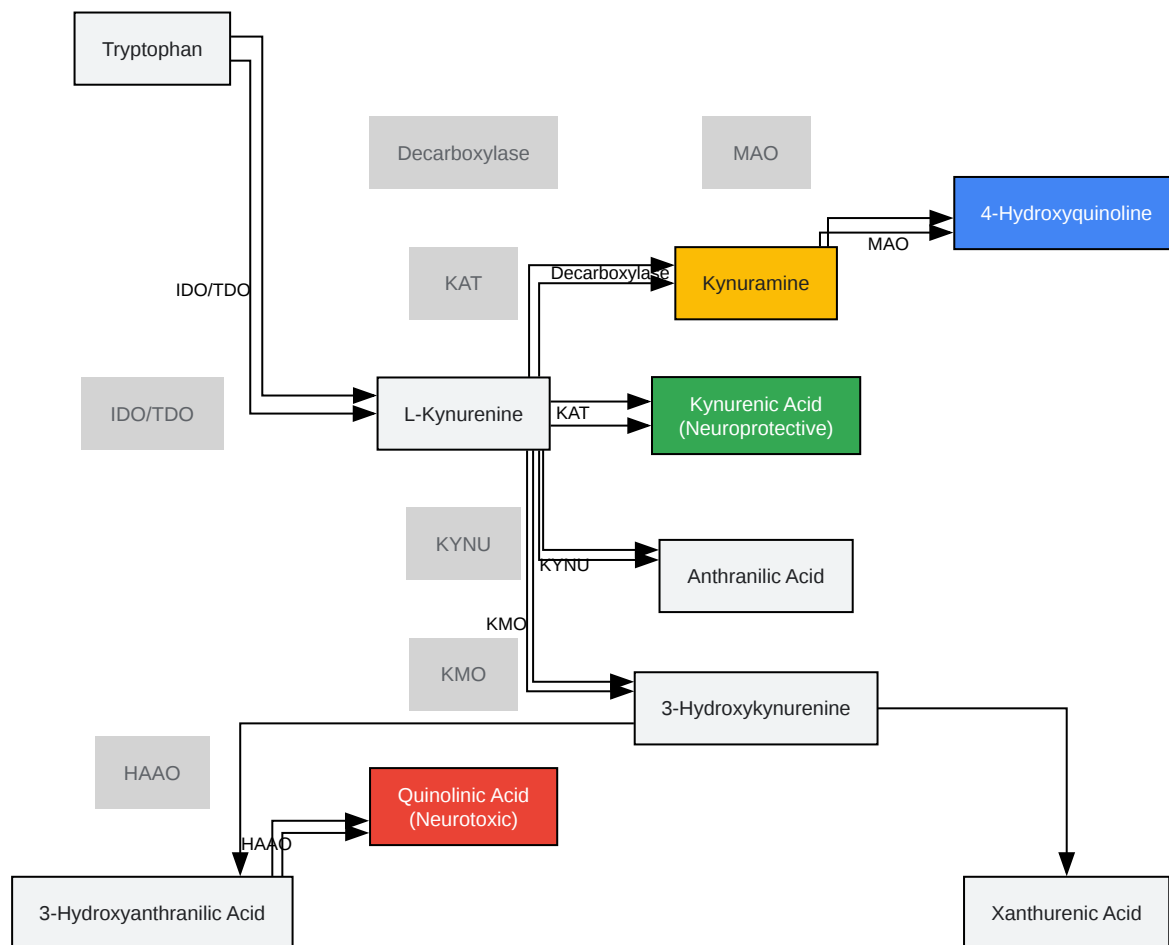 Tryptophan
Decarboxylase
MAO
4-Hydroxyquinoline
MAO
KAT
Decarboxylase
Kynuramine
IDO/TDO
IDO/TDO
L-Kynurenine
KAT
Kynurenic Acid
(Neuroprotective)
KYNU
KYNU
Anthranilic Acid
KMO
KMO
3-Hydroxykynurenine
HAAO
Quinolinic Acid
(Neurotoxic)
HAAO
3-Hydroxyanthranilic Acid
Xanthurenic Acid